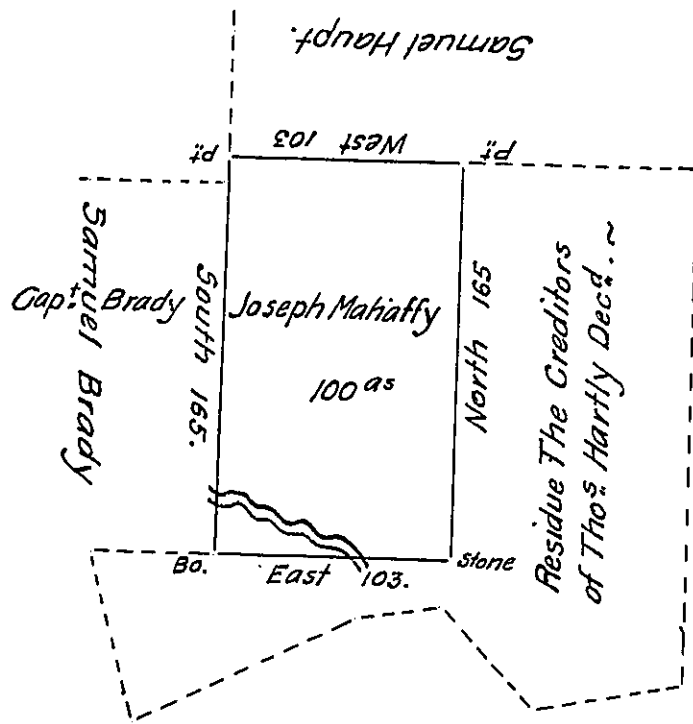 Samuel Haupt.
pt.
West 103
pt.
Samuel Brady
Capt. Brady
South 165.
Joseph Mahaffy
100 as
North 165
Residue The Creditors
of Thos. Hartly Decd. ~
Bo.
East 103.
Stone